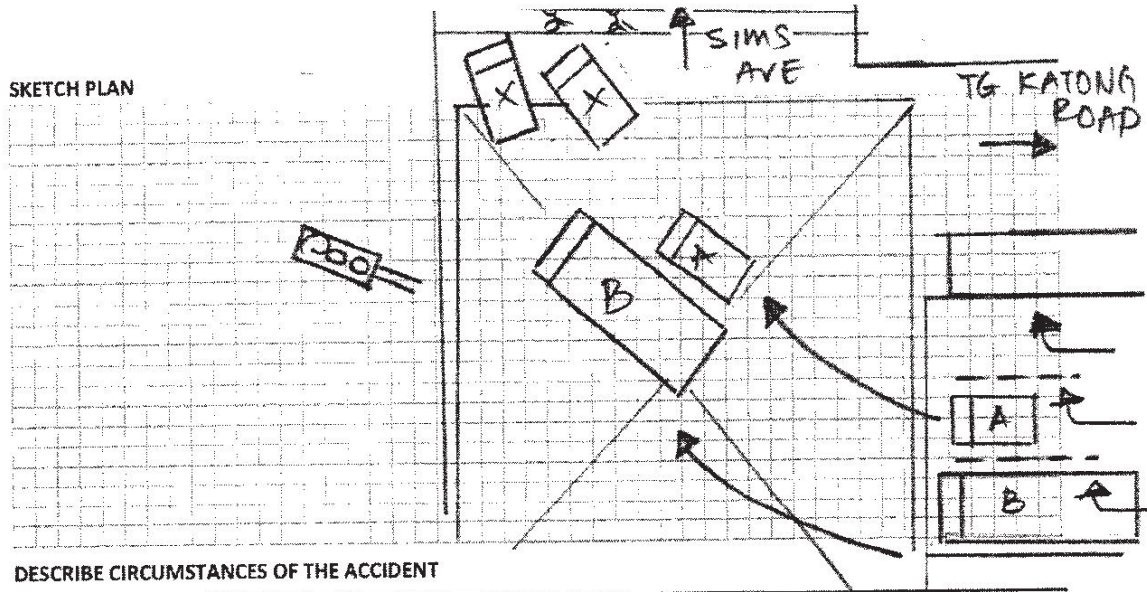 SIMS
AVE
SKETCH PLAN
TG KATONG
ROAD
X
X
A
B
A
B
DESCRIBE CIRCUMSTANCES OF THE ACCIDENT